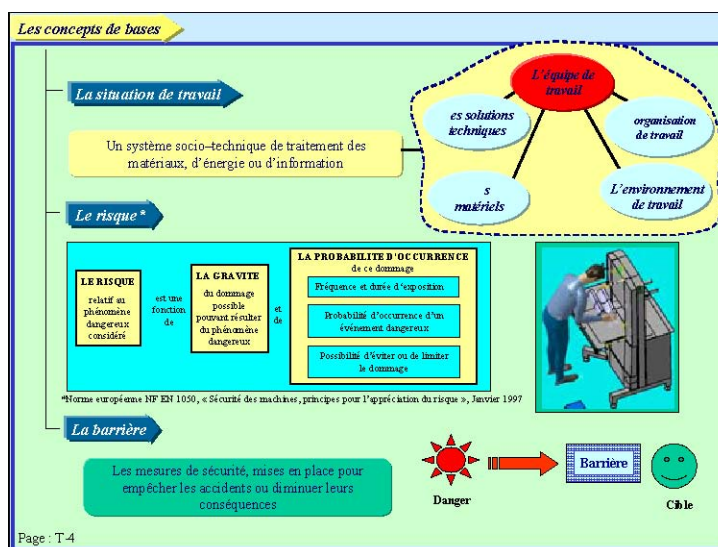 Les concepts de bases
La situation de travail
Un système socio–technique de traitement des
matériaux, d'énergie ou d'information
L'équipe de
travail
es solutions
techniques
organisation
de travail
s
matériels
L'environnement
de travail
Le risque*
LE RISQUE
relatif au
phénomène
dangereux
considéré
est une
fonction
de
LA GRAVITE
du dommage
possible
pouvant résulter
du phénomène
dangereux
et
de
LA PROBABILITE D'OCCURRENCE
de ce dommage
Fréquence et durée d'exposition
Probabilité d'occurrence d'un
événement dangereux
Possibilité d'éviter ou de limiter
le dommage
*Norme européenne NF EN 1050, « Sécurité des machines, principes pour l'appréciation du risque », Janvier 1997
La barrière
Les mesures de sécurité, mises en place pour
empêcher les accidents ou diminuer leurs
conséquences
Danger
Barrière
Cible
Page : T-4